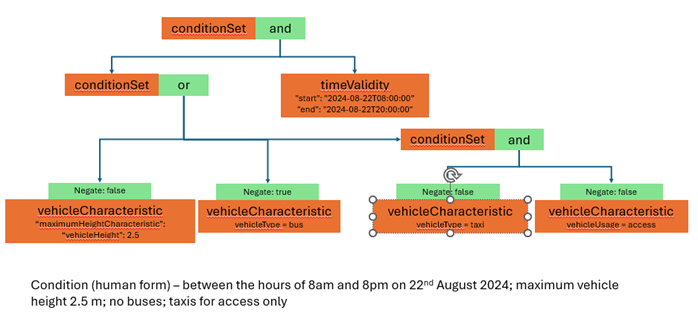 conditionSet and
conditionSet or
timeValidity
"start": "2024-08-22T08:00:00"
"end": "2024-08-22T20:00:00"
conditionSet and
Negate: false
vehicleCharacteristic
"maximumHeightCharacteristic":
"vehicleHeight": 2.5
Negate: true
vehicleCharacteristic
vehicleType = bus
Negate: false
vehicleCharacteristic
vehicleType = taxi
Negate: false
vehicleCharacteristic
vehicleUsage = access
Condition (human form) – between the hours of 8am and 8pm on 22nd August 2024; maximum vehicle
height 2.5 m; no buses; taxis for access only